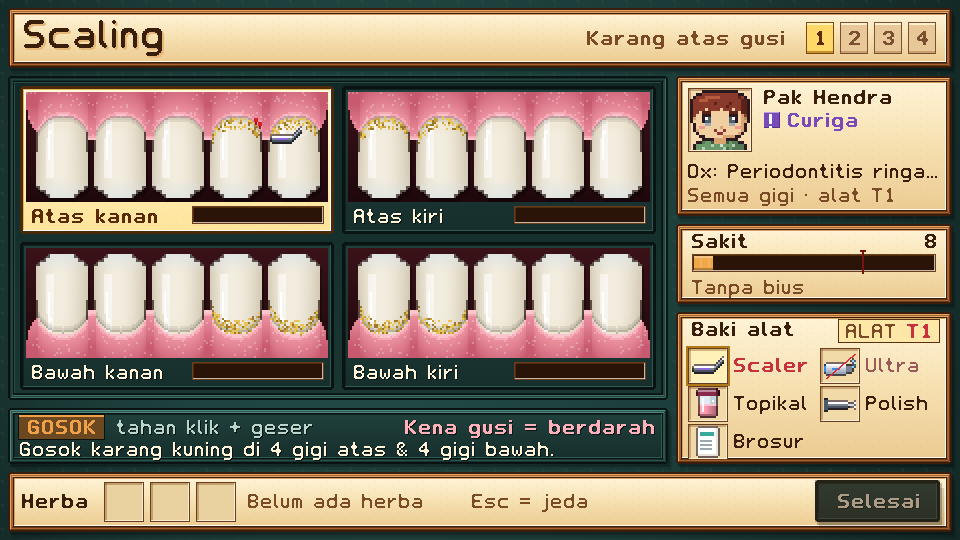 Scaling
Karang atas gusi 1 2 3 4
Atas kanan
Atas kiri
Bawah kanan
Bawah kiri
GOSOK tahan klik + geser Kena gusi = berdarah
Gosok karang kuning di 4 gigi atas & 4 gigi bawah.
Pak Hendra
! Curiga
Dx: Periodontitis ringa…
Semua gigi · alat T1
Sakit 8
Tanpa bius
Baki alat ALAT T1
Scaler Ultra
Topikal Polish
Brosur
Herba Belum ada herba Esc = jeda Selesai